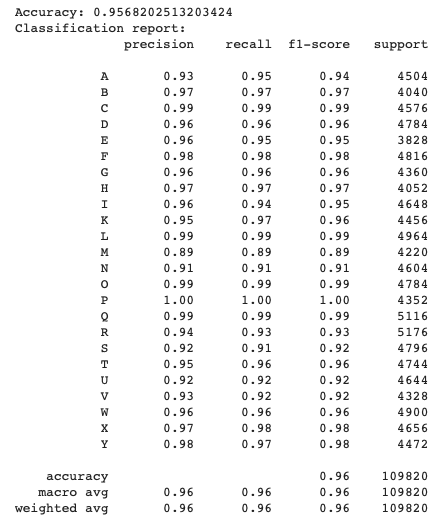 Accuracy: 0.9568202513203424
Classification report:
precision recall f1-score support
A 0.93 0.95 0.94 4504
B 0.97 0.97 0.97 4040
C 0.99 0.99 0.99 4576
D 0.96 0.96 0.96 4784
E 0.96 0.95 0.95 3828
F 0.98 0.98 0.98 4816
G 0.96 0.96 0.96 4360
H 0.97 0.97 0.97 4052
I 0.96 0.94 0.95 4648
K 0.95 0.97 0.96 4456
L 0.99 0.99 0.99 4964
M 0.89 0.89 0.89 4220
N 0.91 0.91 0.91 4604
O 0.99 0.99 0.99 4784
P 1.00 1.00 1.00 4352
Q 0.99 0.99 0.99 5116
R 0.94 0.93 0.93 5176
S 0.92 0.91 0.92 4796
T 0.95 0.96 0.96 4744
U 0.92 0.92 0.92 4644
V 0.93 0.92 0.92 4328
W 0.96 0.96 0.96 4900
X 0.97 0.98 0.98 4656
Y 0.98 0.97 0.98 4472
accuracy 0.96 109820
macro avg 0.96 0.96 0.96 109820
weighted avg 0.96 0.96 0.96 109820